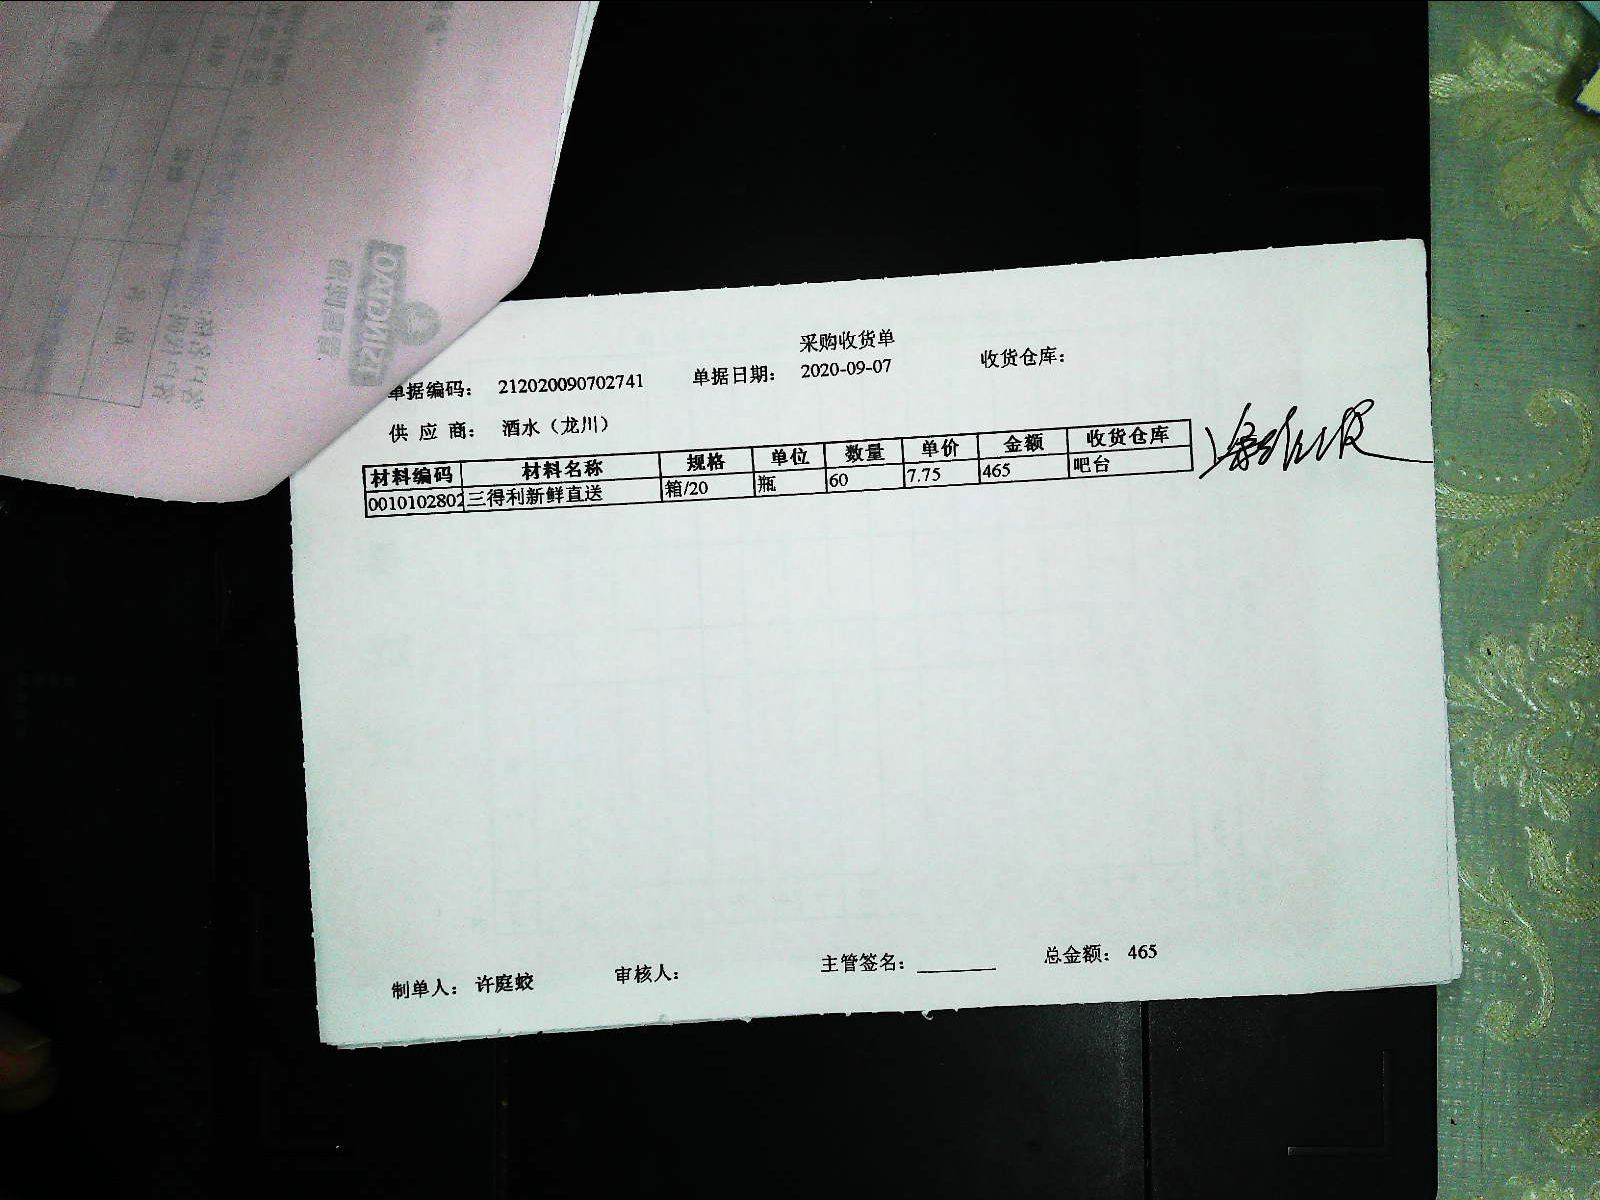 采购收货单
单据编码： 212020090702741 单据日期： 2020-09-07 收货仓库：
供 应 商： 酒水（龙川）
材料编码 材料名称 规格 单位 数量 单价 金额 收货仓库
0010102802 三得利新鲜直送 箱/20 瓶 60 7.75 465 吧台
制单人： 许庭蛟 审核人： 主管签名： 总金额： 465